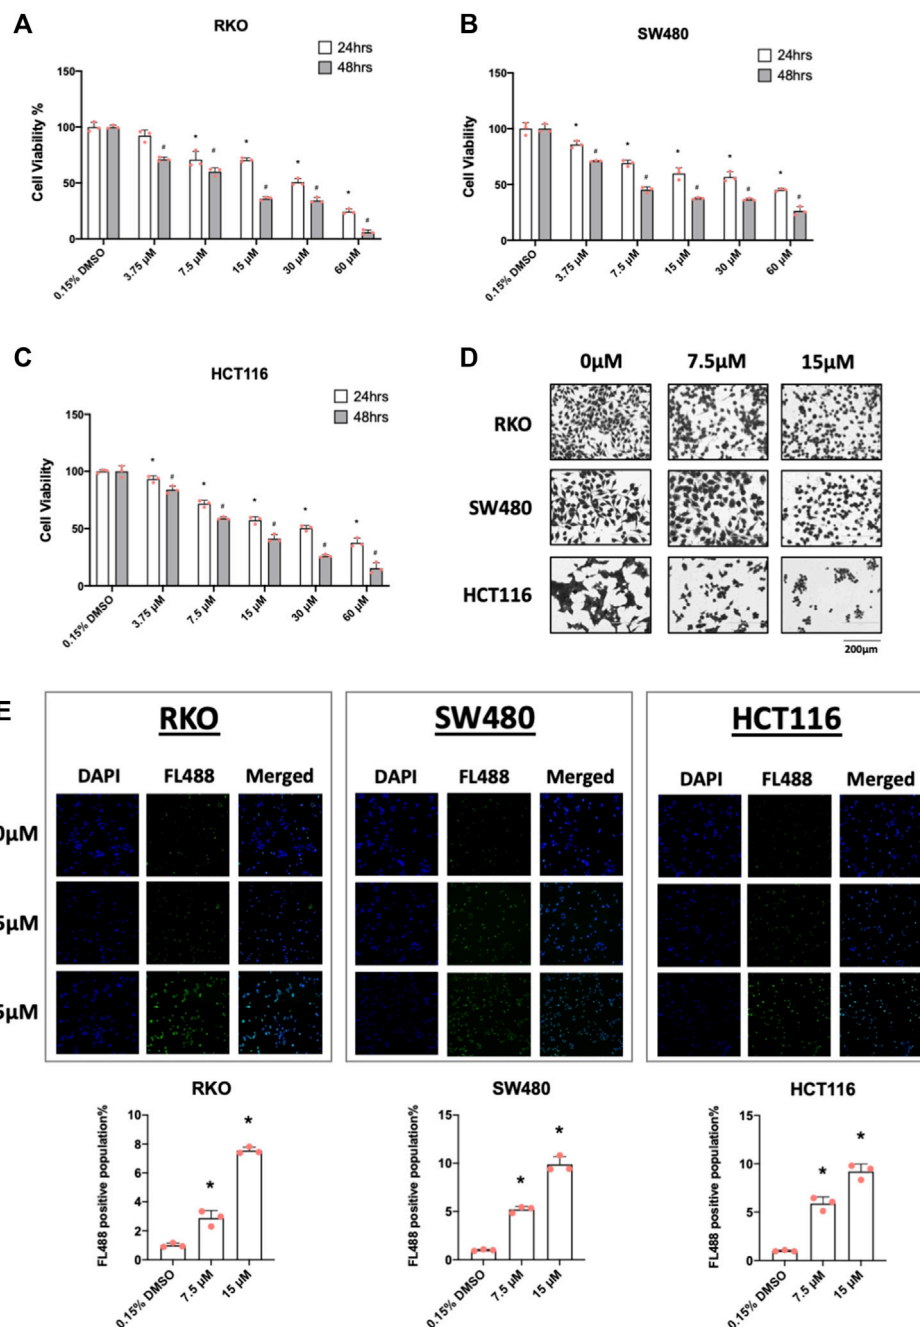 A
RKO
24hrs
48hrs
Cell Viability %
150
100
50
0
*
#
*
#
*
#
*
#
*
#
0.15% DMSO
3.75 µM
7.5 µM
15 µM
30 µM
60 µM
B
SW480
24hrs
48hrs
Cell Viability
150
100
50
0
*
#
*
#
*
#
*
#
*
#
0.15% DMSO
3.75 µM
7.5 µM
15 µM
30 µM
60 µM
C
HCT116
24hrs
48hrs
Cell Viability
150
100
50
0
*
#
*
#
*
#
*
#
*
#
0.15% DMSO
3.75 µM
7.5 µM
15 µM
30 µM
60 µM
D
0µM 7.5µM 15µM
RKO
SW480
HCT116
200µm
E
RKO
DAPI FL488 Merged
0µM
5µM
5µM
SW480
DAPI FL488 Merged
HCT116
DAPI FL488 Merged
RKO
FL488 positive population%
10
8
6
4
2
0
*
*
0.15% DMSO
7.5 µM
15 µM
SW480
FL488 positive population%
15
10
5
0
*
*
0.15% DMSO
7.5 µM
15 µM
HCT116
FL488 positive population%
15
10
5
0
*
*
0.15% DMSO
7.5 µM
15 µM